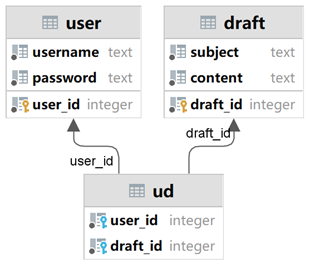 user
username text
password text
user_id integer
draft
subject text
content text
draft_id integer
user_id
draft_id
ud
user_id integer
draft_id integer